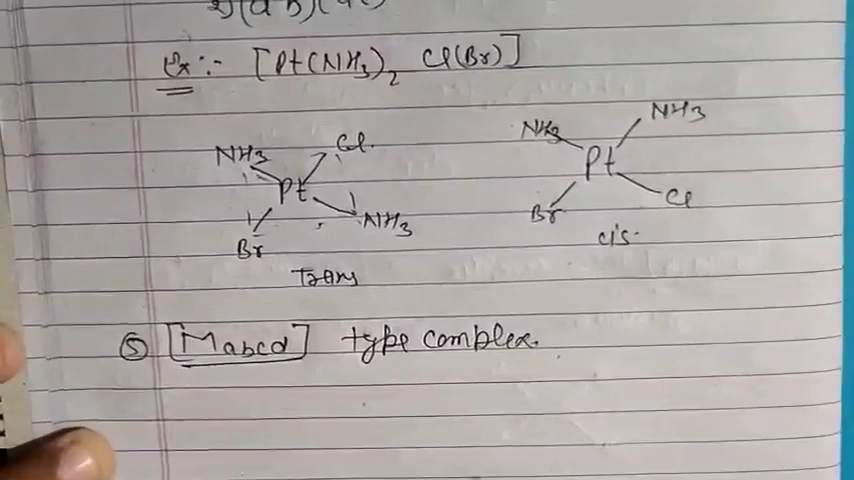 Ex :- [Pt(NH3)2 Cl(Br)]
NH3 Cl.
Pt
Br NH3
Trans
NH3 NH3
Pt
Br Cl
cis.
⑤ [Mabcd] type complex.